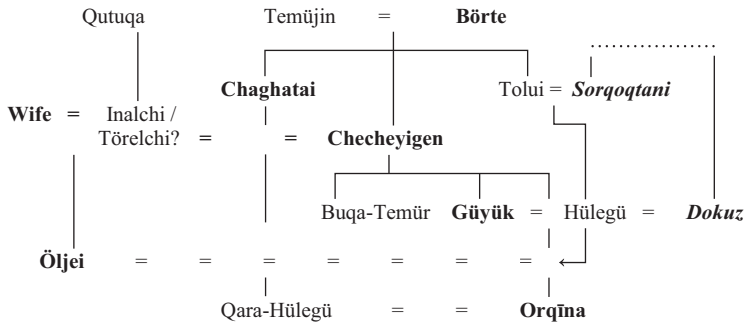 Qutuqa Temüjin = Börte
Chaghatai Tolui = Sorqoqtani
Wife = Inalchi /
Törelchi? = = Checheyigen
Buqa-Temür Güyük = Hülegü = Dokuz
Öljei = = = = = = =
Qara-Hülegü = = Orqīna